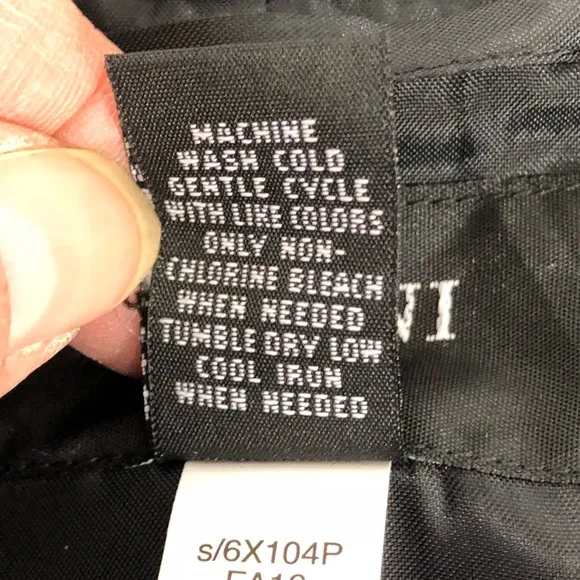 MACHINE
WASH COLD
GENTLE CYCLE
WITH LIKE COLORS
ONLY NON-
CHLORINE BLEACH
WHEN NEEDED
TUMBLE DRY LOW
COOL IRON
WHEN NEEDED
NI
s/6X104P